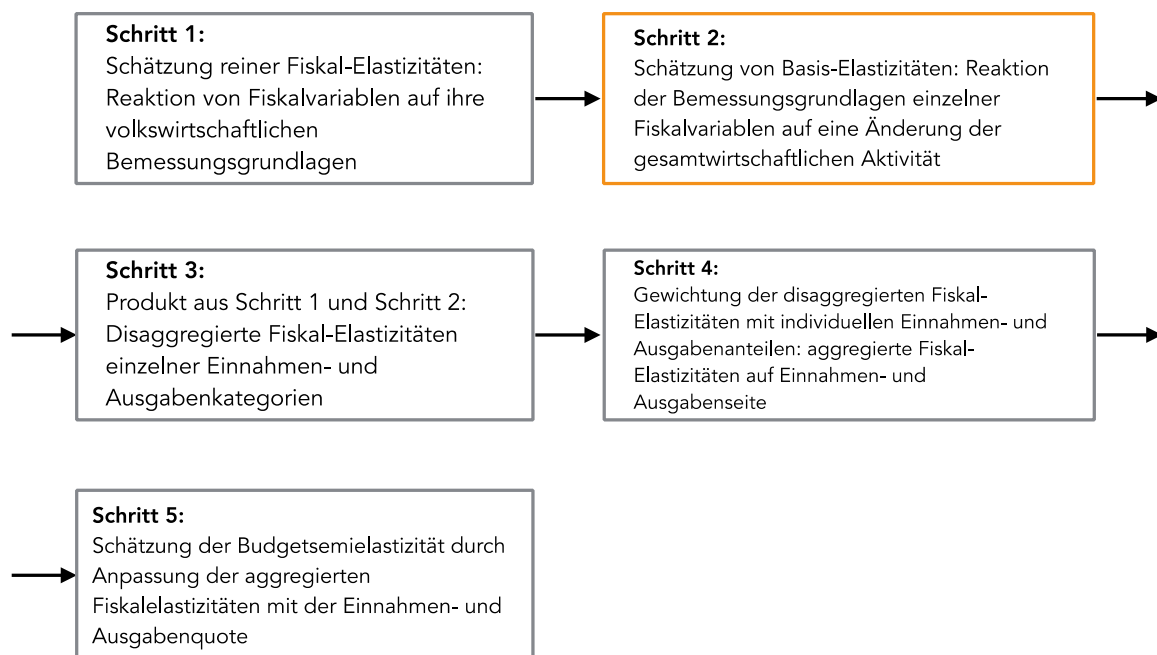 Schritt 1:
Schätzung reiner Fiskal-Elastizitäten:
Reaktion von Fiskalvariablen auf ihre
volkswirtschaftlichen
Bemessungsgrundlagen
Schritt 2:
Schätzung von Basis-Elastizitäten: Reaktion
der Bemessungsgrundlagen einzelner
Fiskalvariablen auf eine Änderung der
gesamtwirtschaftlichen Aktivität
Schritt 3:
Produkt aus Schritt 1 und Schritt 2:
Disaggregierte Fiskal-Elastizitäten
einzelner Einnahmen- und
Ausgabenkategorien
Schritt 4:
Gewichtung der disaggregierten Fiskal-
Elastizitäten mit individuellen Einnahmen- und
Ausgabenanteilen: aggregierte Fiskal-
Elastizitäten auf Einnahmen- und
Ausgabenseite
Schritt 5:
Schätzung der Budgetsemielastizität durch
Anpassung der aggregierten
Fiskalelastizitäten mit der Einnahmen- und
Ausgabenquote